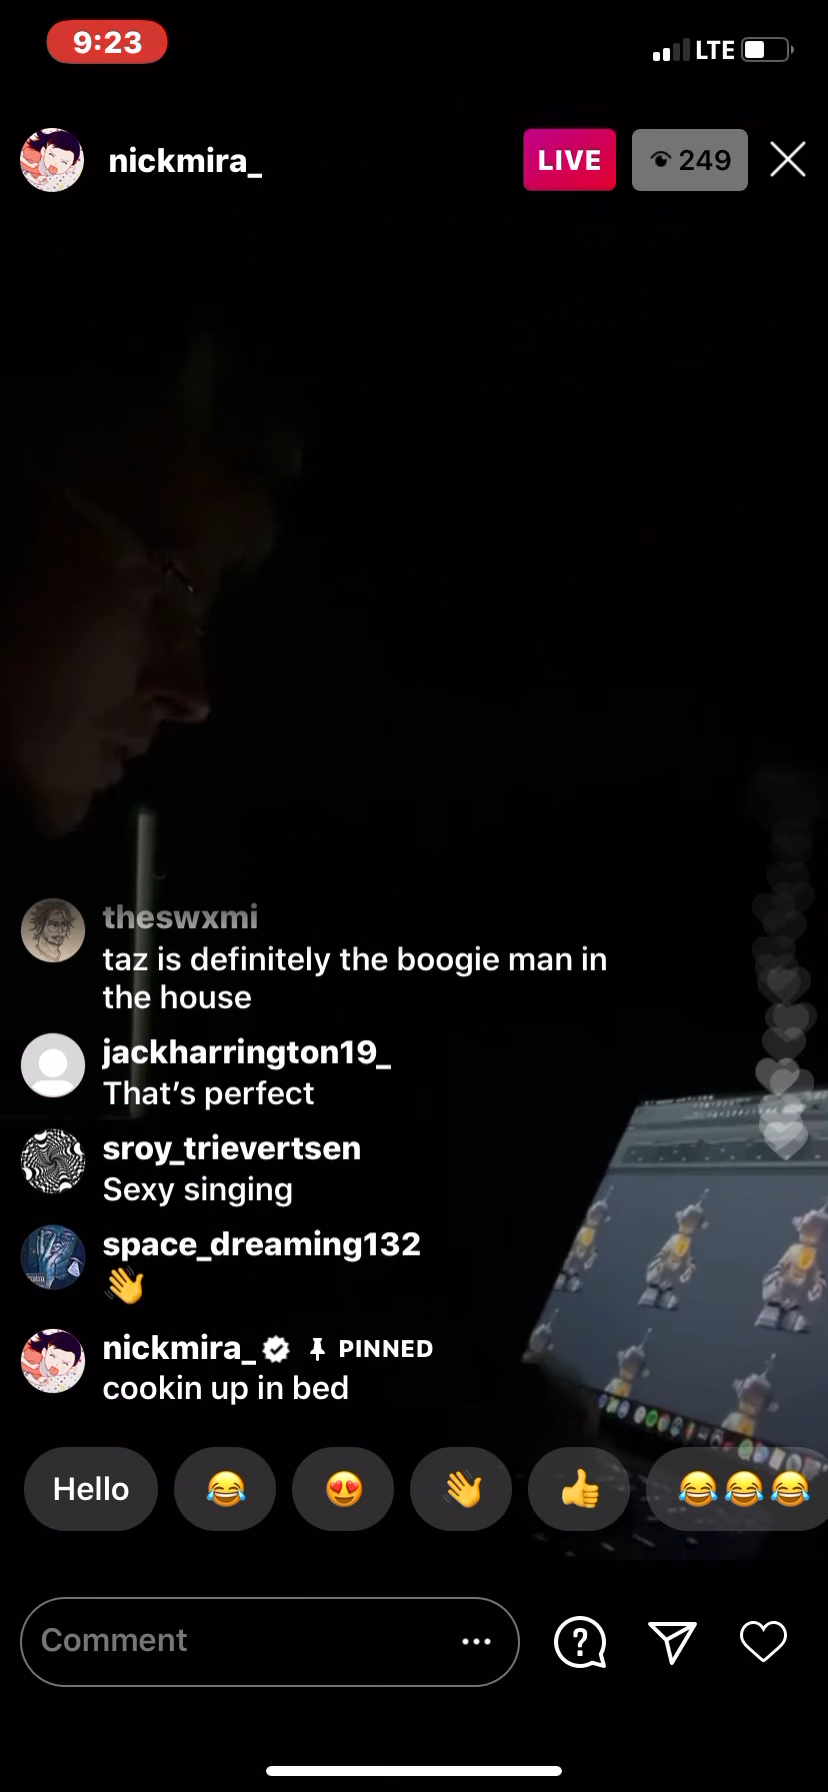 9:23
LTE
nickmira_
LIVE
249
theswxmi
taz is definitely the boogie man in
the house
jackharrington19_
That’s perfect
sroy_trievertsen
Sexy singing
space_dreaming132
👋
nickmira_ PINNED
cookin up in bed
Hello 😂 😍 👋 👍 😂😂😂
Comment